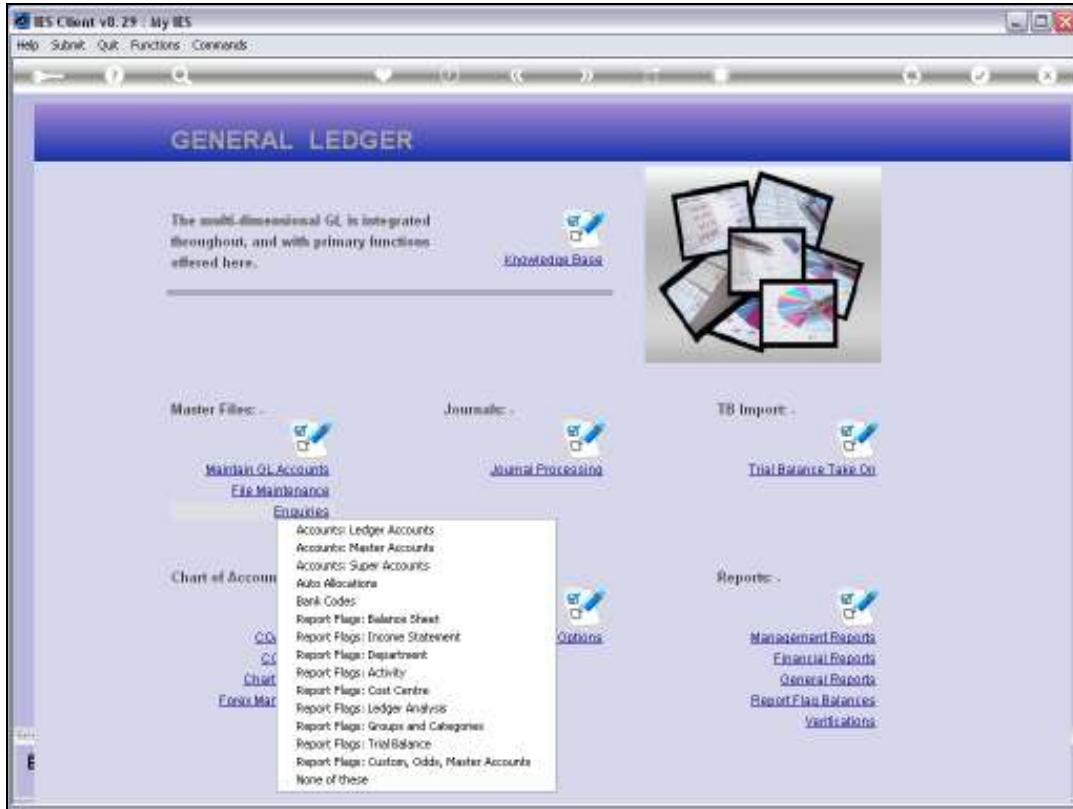 IES Client v8.29 : My IES
Help Submit Quit Functions Commands
GENERAL LEDGER
The multi-dimensional GL is integrated
throughout, and with primary functions
offered here.
Knowledge Base
Master Files: -
Journals: -
TB Import: -
Maintain GL Accounts
Journal Processing
Trial Balance Take On
File Maintenance
Enquiries
Accounts: Ledger Accounts
Accounts: Master Accounts
Accounts: Super Accounts
Auto Allocations
Bank Codes
Report Flags: Balance Sheet
Report Flags: Income Statement
Report Flags: Department
Report Flags: Activity
Report Flags: Cost Centre
Report Flags: Ledger Analysis
Report Flags: Groups and Categories
Report Flags: Trial Balance
Report Flags: Custom, Odds, Master Accounts
None of these
Chart of Accoun
Reports: -
Options
Chart
Forex Mar
Management Reports
Financial Reports
General Reports
Report Flag Balances
Verifications